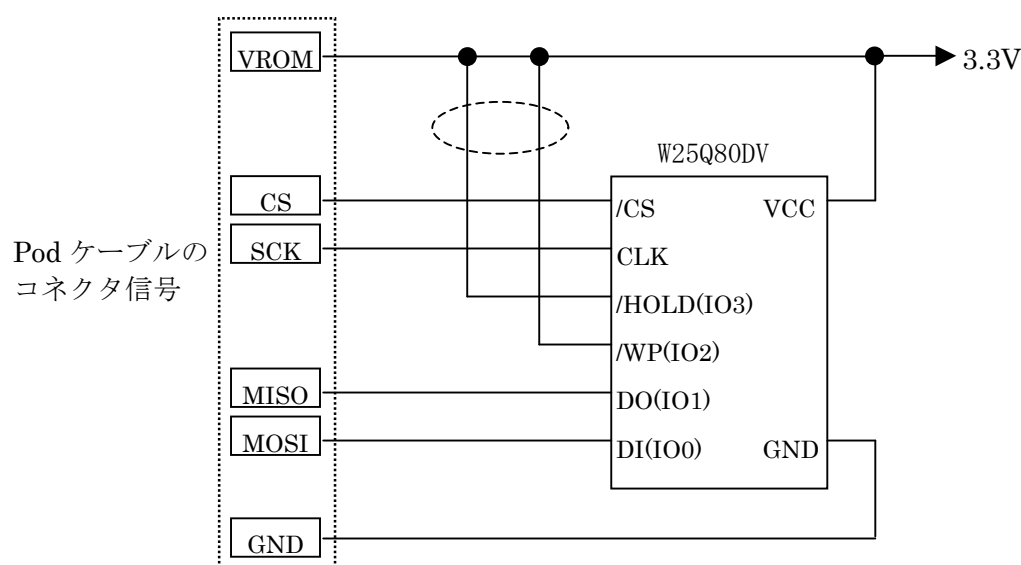 VROM
3.3V
W25Q80DV
CS
/CS
VCC
Pod ケーブルの
コネクタ信号
SCK
CLK
/HOLD(IO3)
/WP(IO2)
MISO
DO(IO1)
MOSI
DI(IO0)
GND
GND